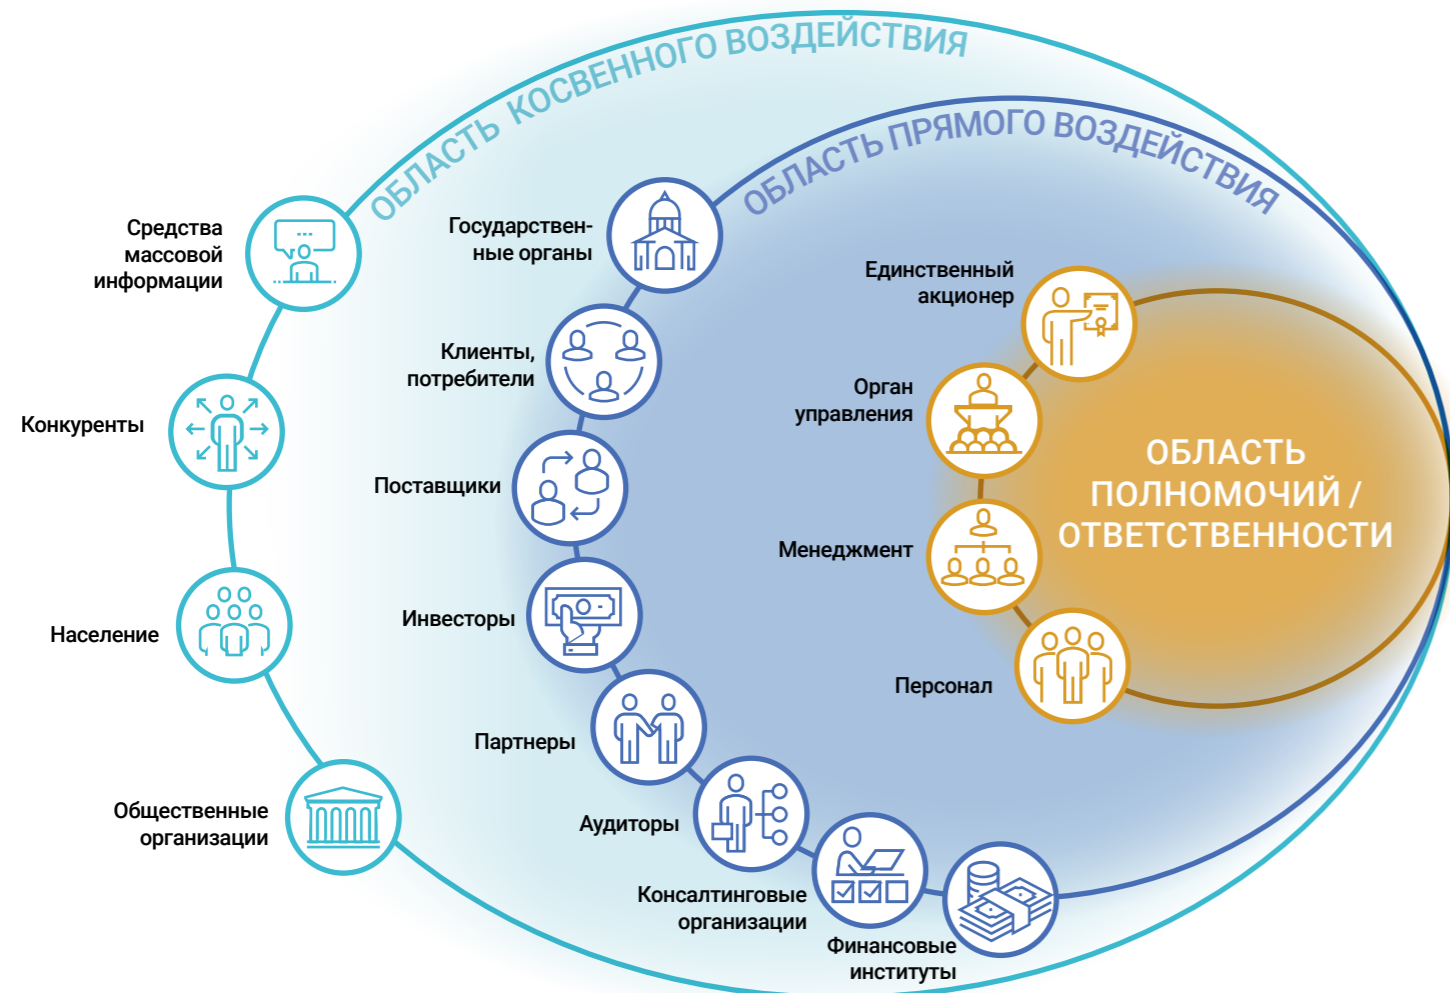 ОБЛАСТЬ КОСВЕННОГО ВОЗДЕЙСТВИЯ
Средства
массовой
информации
Конкуренты
Население
Общественные
организации
ОБЛАСТЬ ПРЯМОГО ВОЗДЕЙСТВИЯ
Государствен-
ные органы
Клиенты,
потребители
Поставщики
Инвесторы
Партнеры
Аудиторы
Консалтинговые
организации
Финансовые
институты
Единственный
акционер
Орган
управления
Менеджмент
Персонал
ОБЛАСТЬ
ПОЛНОМОЧИЙ /
ОТВЕТСТВЕННОСТИ